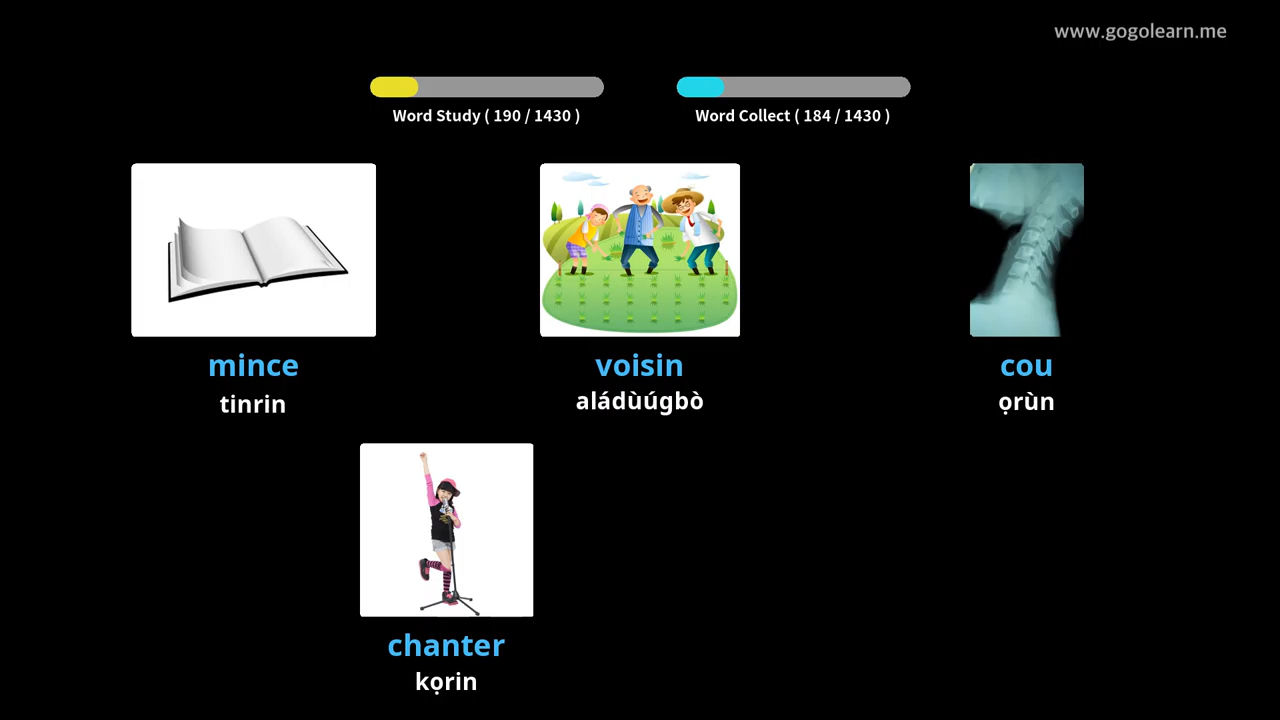 www.gogolearn.me
Word Study ( 190 / 1430 )
Word Collect ( 184 / 1430 )
mince
tinrin
voisin
aládùúgbò
cou
ọrùn
chanter
kọrin